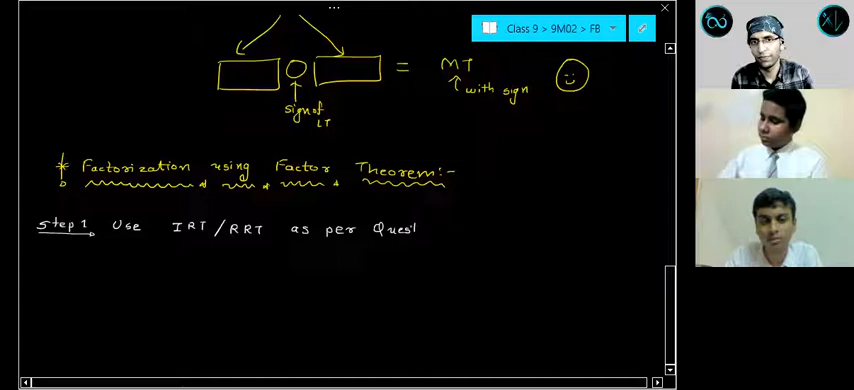 Class 9 > 9M02 > FB
= MT
with sign
sign of
LT
* Factorization using Factor Theorem:-
Step 1 Use IRT/RRT as per Quest